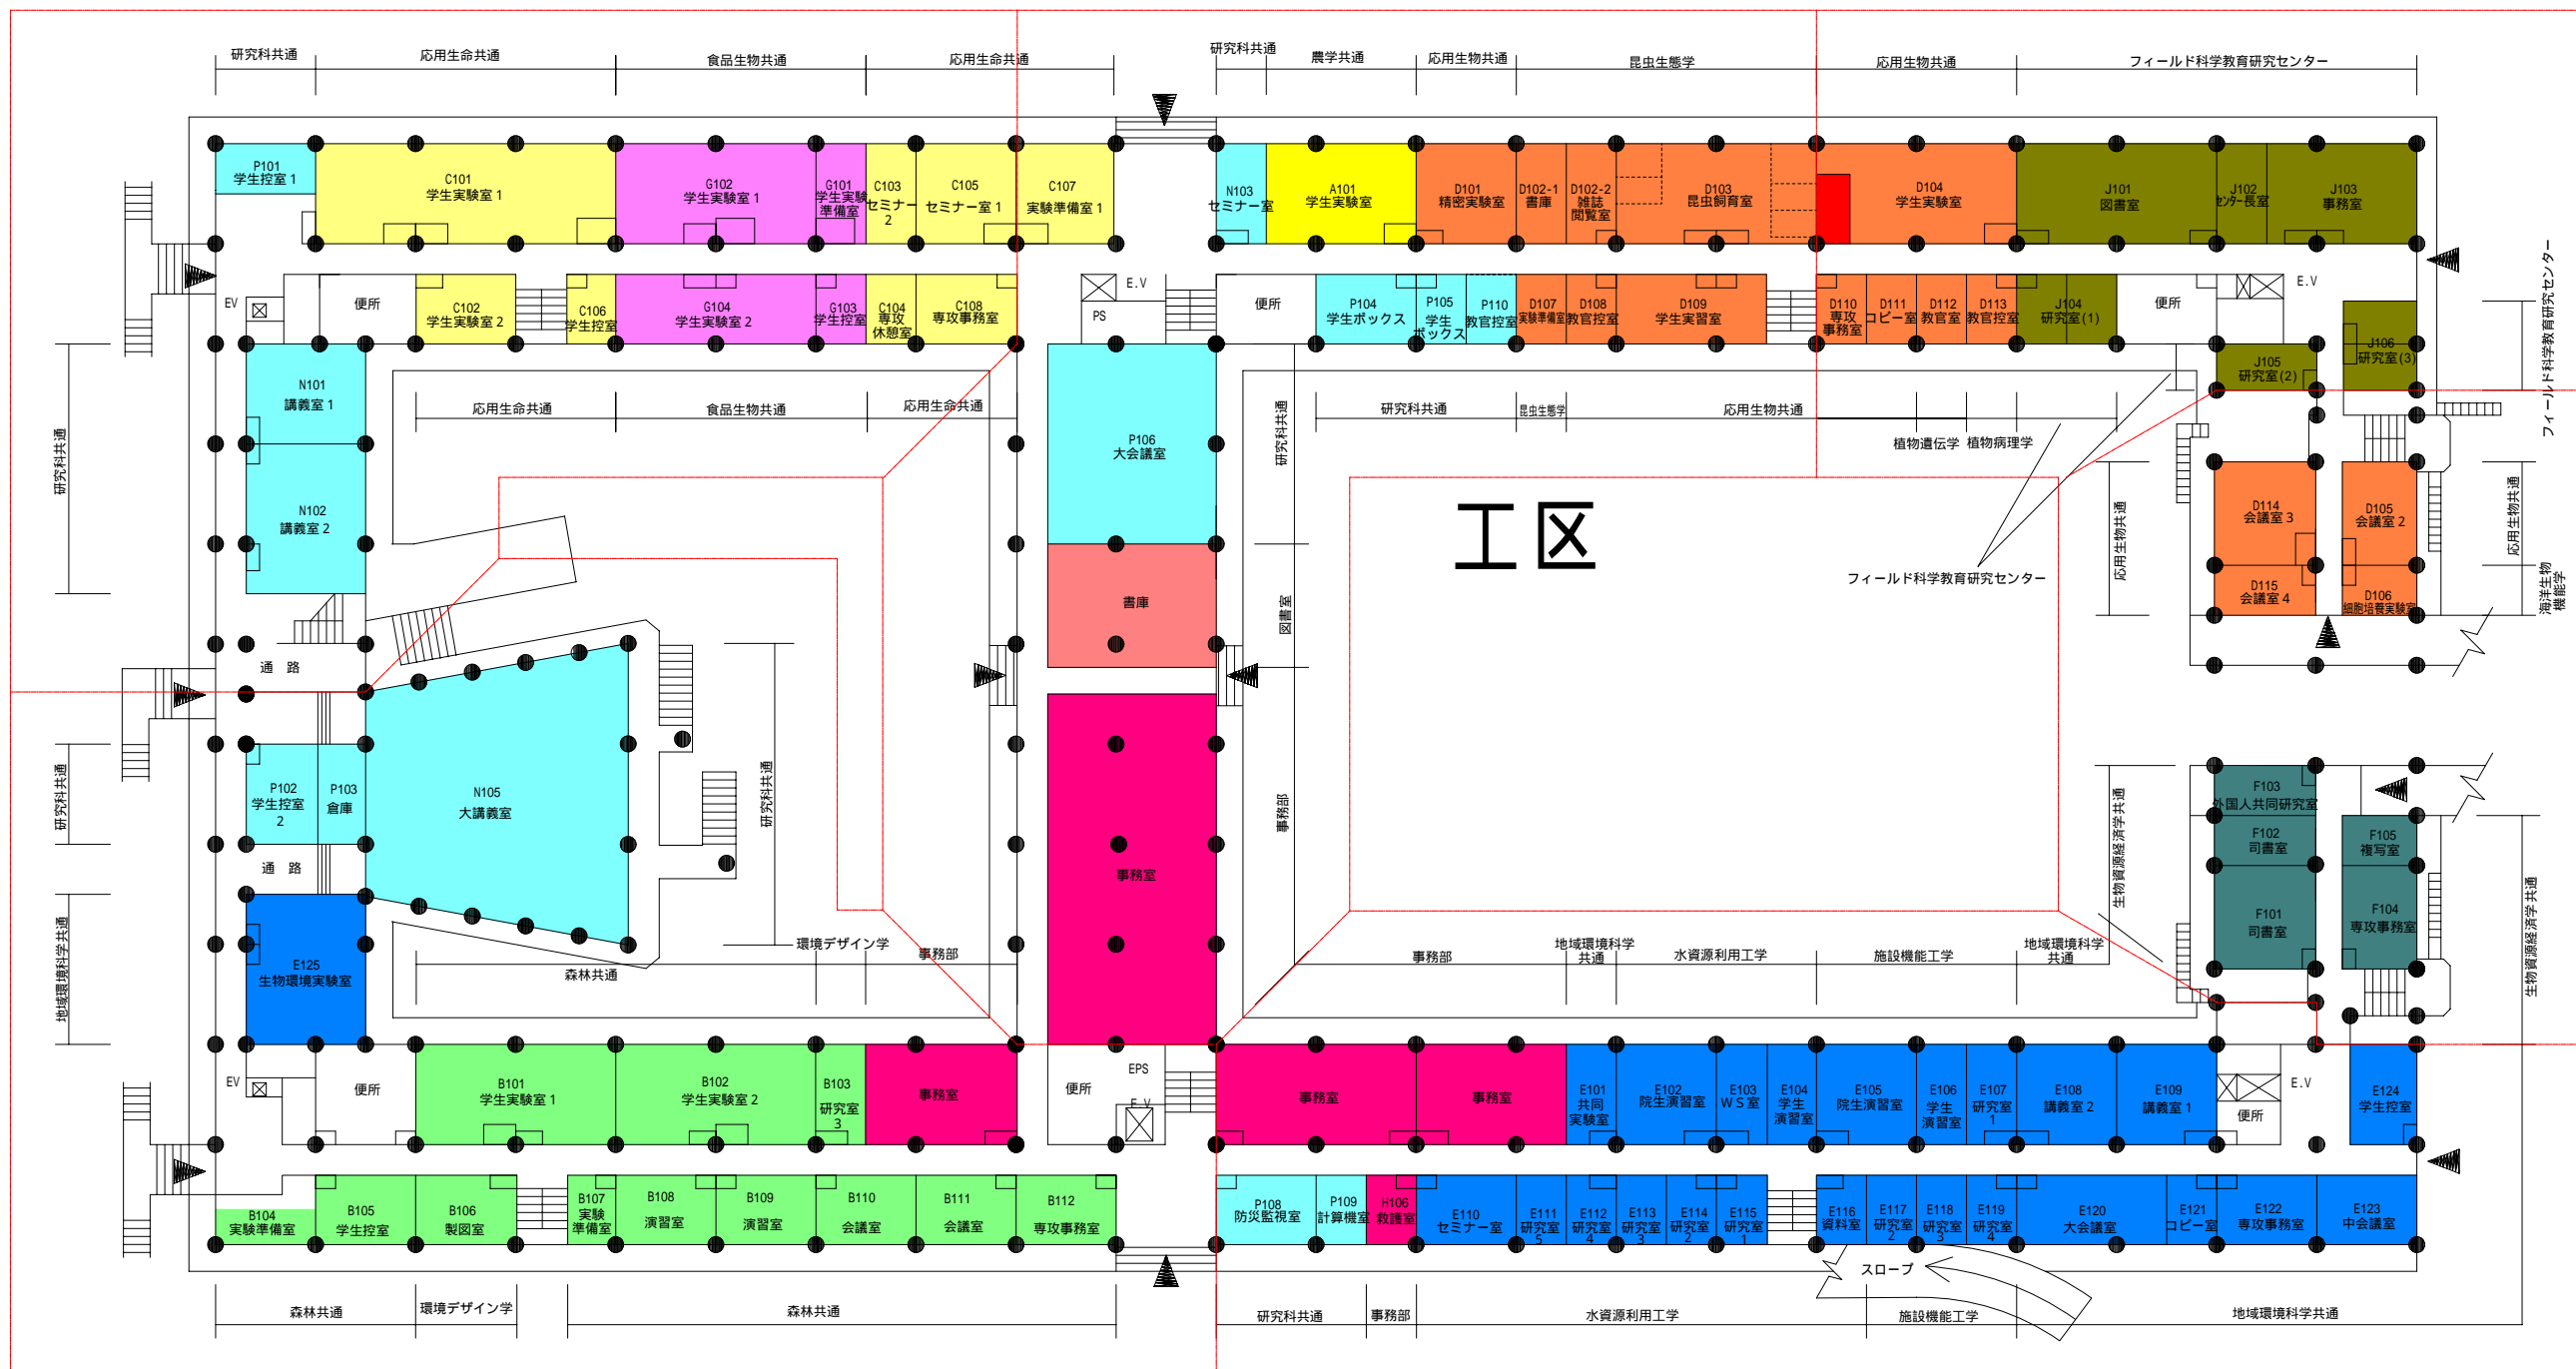 研究科共通
応用生命共通
食品生物共通
応用生命共通
研究科共通
農学共通
応用生物共通
昆虫生態学
応用生物共通
フィールド科学教育研究センター
P101
学生控室 1
C101
学生実験室 1
G102
学生実験室 1
G101
学生実験
準備室
C103
セミナー
2
C105
セミナー室 1
C107
実験準備室 1
N103
セミナー室
A101
学生実験室
D101
精密実験室
D102-1
書庫
D102-2
雑誌
閲覧室
D103
昆虫飼育室
D104
学生実験室
J101
図書室
J102
センター長室
J103
事務室
フィールド科学教育研究センター
EV
便所
C102
学生実験室 2
C106
学生控室
G104
学生実験室 2
G103
学生控室
C104
専攻
休憩室
C108
専攻事務室
E.V
PS
便所
P104
学生ボックス
P105
学生
ボックス
P110
教官控室
D107
実験準備室
D108
教官控室
D109
学生実習室
D110
専攻
事務室
D111
コピー室
D112
教官室
D113
教官控室
J104
研究室(1)
便所
E.V
J105
研究室(2)
J106
研究室(3)
研究科共通
N101
講義室 1
N102
講義室 2
応用生命共通
食品生物共通
応用生命共通
P106
大会議室
研究科共通
研究科共通
昆虫生態学
応用生物共通
植物遺伝学
植物病理学
工区
フィールド科学教育研究センター
応用生物共通
D114
会議室 3
D105
会議室 2
D115
会議室 4
D106
細胞培養実験室
応用生物共通
海洋生物
機能学
書庫
図書室
通 路
研究科共通
P102
学生控室
2
P103
倉庫
N105
大講義室
研究科共通
通 路
事務室
事務部
生物資源経済学共通
F103
外国人共同研究室
F102
司書室
F105
複写室
F101
司書室
F104
専攻事務室
生物資源経済学共通
地域環境科学共通
E125
生物環境実験室
森林共通
環境デザイン学
事務部
事務部
地域環境科学
共通
水資源利用工学
施設機能工学
地域環境科学
共通
EV
便所
B101
学生実験室 1
B102
学生実験室 2
B103
研究室
3
事務室
便所
EPS
E.V
事務室
事務室
E101
共同
実験室
E102
院生演習室
E103
WS室
E104
学生
演習室
E105
院生演習室
E106
学生
演習室
E107
研究室
1
E108
講義室 2
E109
講義室 1
便所
E.V
E124
学生控室
B104
実験準備室
B105
学生控室
B106
製図室
B107
実験
準備室
B108
演習室
B109
演習室
B110
会議室
B111
会議室
B112
専攻事務室
P108
防災監視室
P109
計算機室
H106
救護室
E110
セミナー室
E111
研究室
5
E112
研究室
4
E113
研究室
3
E114
研究室
2
E115
研究室
1
E116
資料室
E117
研究室
2
E118
研究室
3
E119
研究室
4
E120
大会議室
E121
コピー室
E122
専攻事務室
E123
中会議室
スロープ
森林共通
環境デザイン学
森林共通
研究科共通
事務部
水資源利用工学
施設機能工学
地域環境科学共通